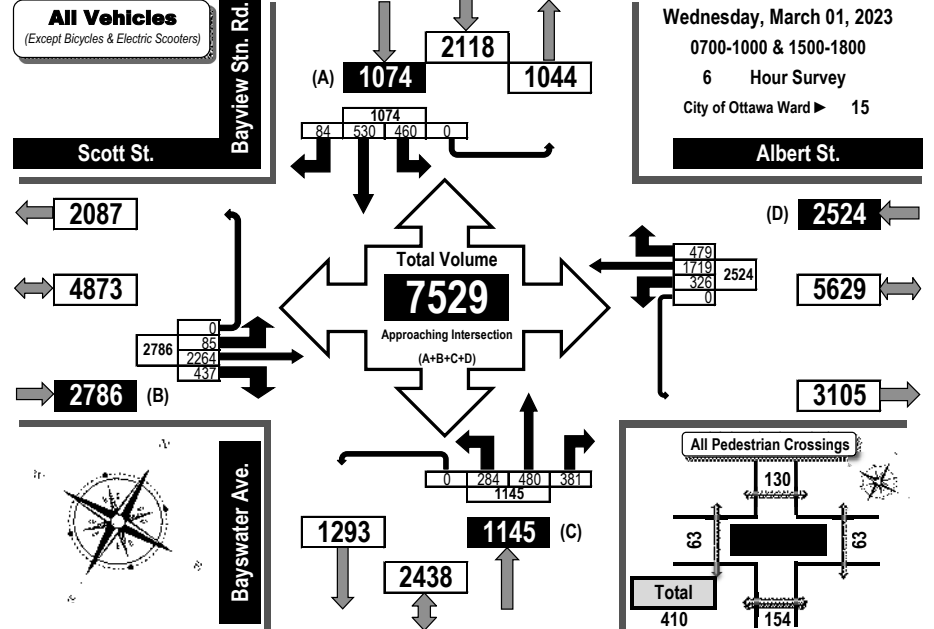 All Vehicles
(Except Bicycles & Electric Scooters)
Bayview Stn. Rd.
Scott St.
2118
(A) 1074
1044
1074
84 530 460 0
Wednesday, March 01, 2023
0700-1000 & 1500-1800
6 Hour Survey
City of Ottawa Ward ► 15
Albert St.
2087
4873
0
85
2264
437
2786
2786 (B)
Total Volume
7529
Approaching Intersection
(A+B+C+D)
(D) 2524
479
1719
326
0
2524
5629
3105
Bayswater Ave.
0 284 480 381
1145
1293
1145 (C)
2438
All Pedestrian Crossings
130
63
63
Total
410
154